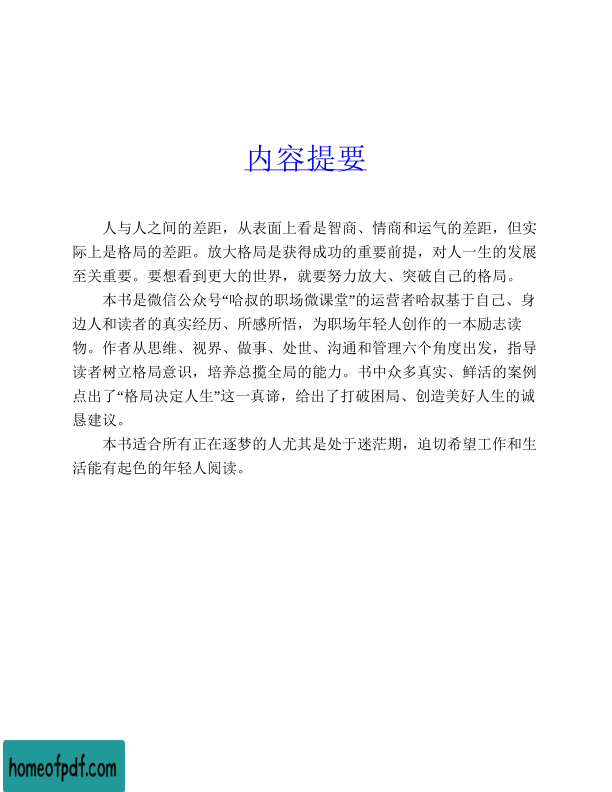 内容提要
人与人之间的差距，从表面上看是智商、情商和运气的差距，但实
际上是格局的差距。放大格局是获得成功的重要前提，对人一生的发展
至关重要。要想看到更大的世界，就要努力放大、突破自己的格局。
本书是微信公众号“哈叔的职场微课堂”的运营者哈叔基于自己、身
边人和读者的真实经历、所感所悟，为职场年轻人创作的一本励志读
物。作者从思维、视界、做事、处世、沟通和管理六个角度出发，指导
读者树立格局意识，培养总揽全局的能力。书中众多真实、鲜活的案例
点出了“格局决定人生”这一真谛，给出了打破困局、创造美好人生的诚
恳建议。
本书适合所有正在逐梦的人尤其是处于迷茫期，迫切希望工作和生
活能有起色的年轻人阅读。
homeofpdf.com